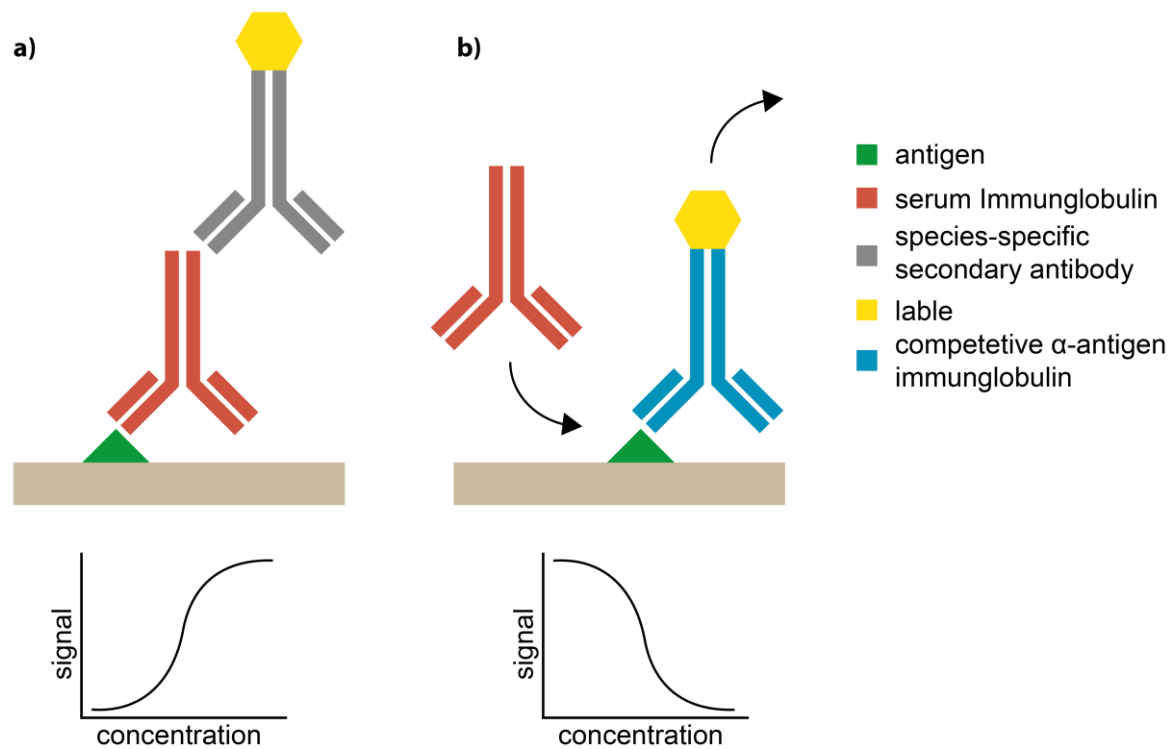 a)
b)
antigen
serum Immunglobulin
species-specific
secondary antibody
lable
competetive α-antigen
immunglobulin
signal
concentration
signal
concentration